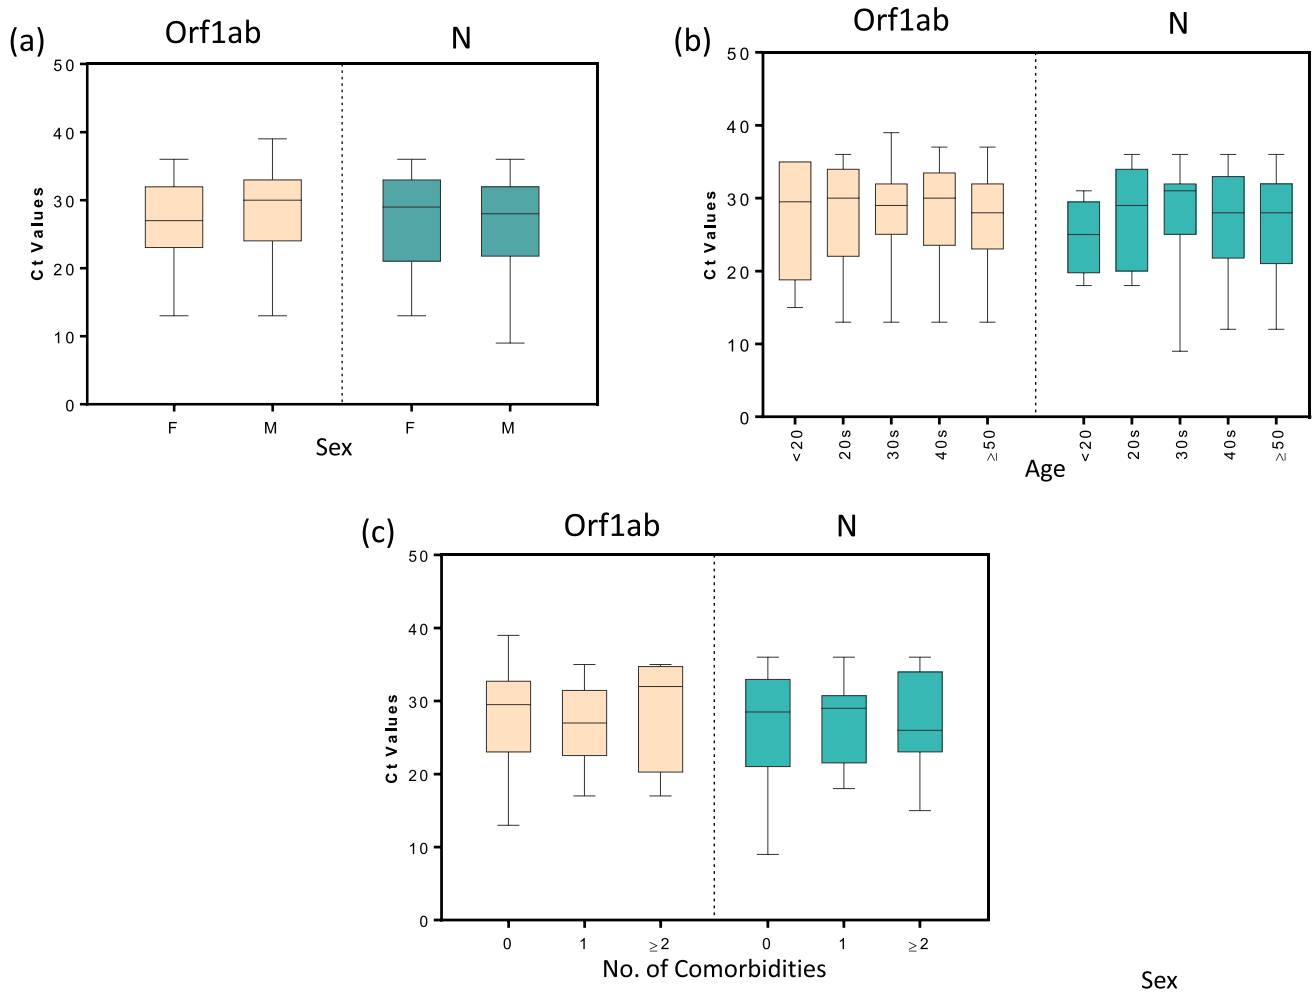 (a)
Orf1ab N
50
40
30
20
10
0
Ct Values
F M F M
Sex
(b)
Orf1ab N
50
40
30
20
10
0
Ct Values
<20 20s 30s 40s ≥50 <20 20s 30s 40s ≥50
Age
(c)
Orf1ab N
50
40
30
20
10
0
Ct Values
0 1 ≥2 0 1 ≥2
No. of Comorbidities
Sex